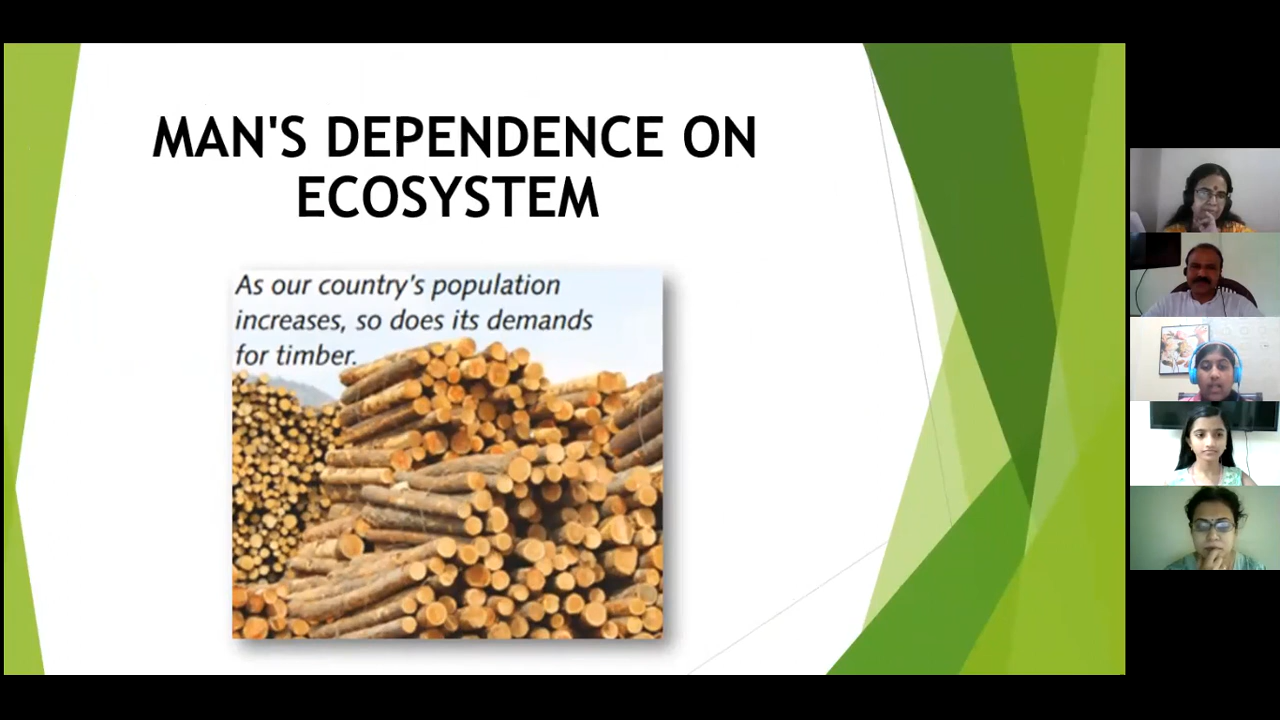 MAN'S DEPENDENCE ON
ECOSYSTEM
As our country's population
increases, so does its demands
for timber.